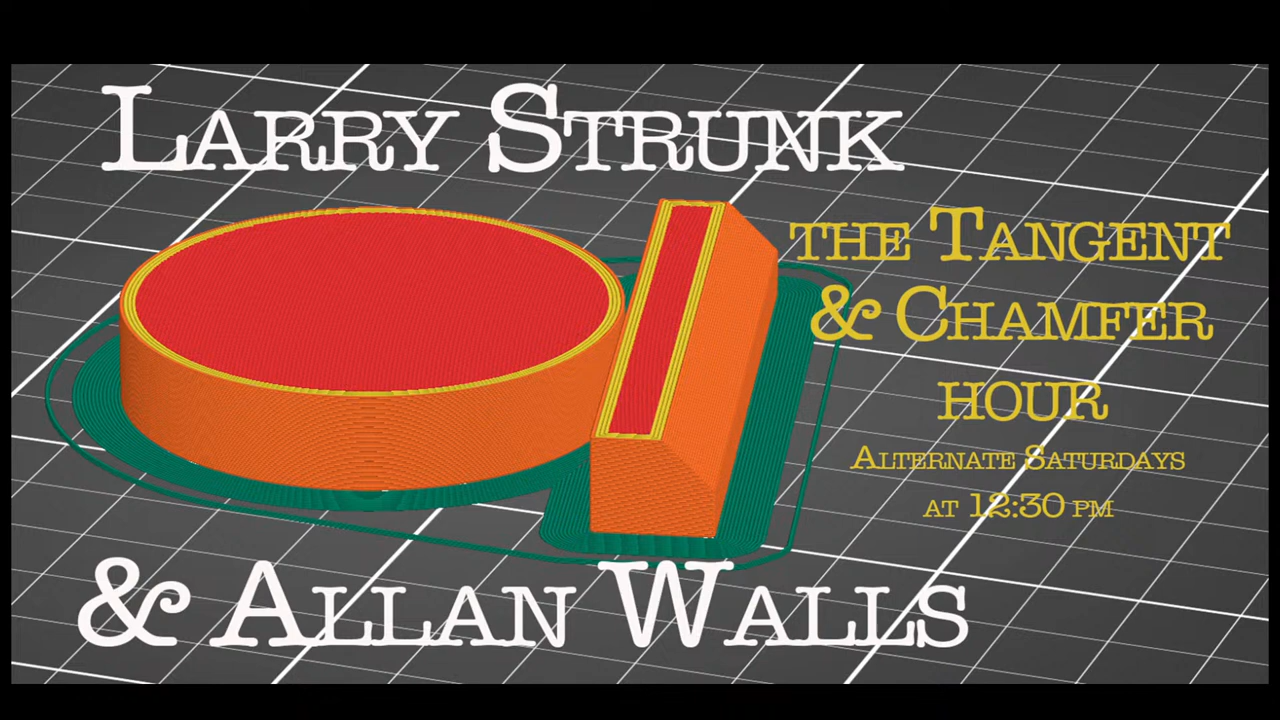 Larry Strunk
the Tangent
& Chamfer
hour
Alternate Saturdays
at 12:30 pm
& Allan Walls